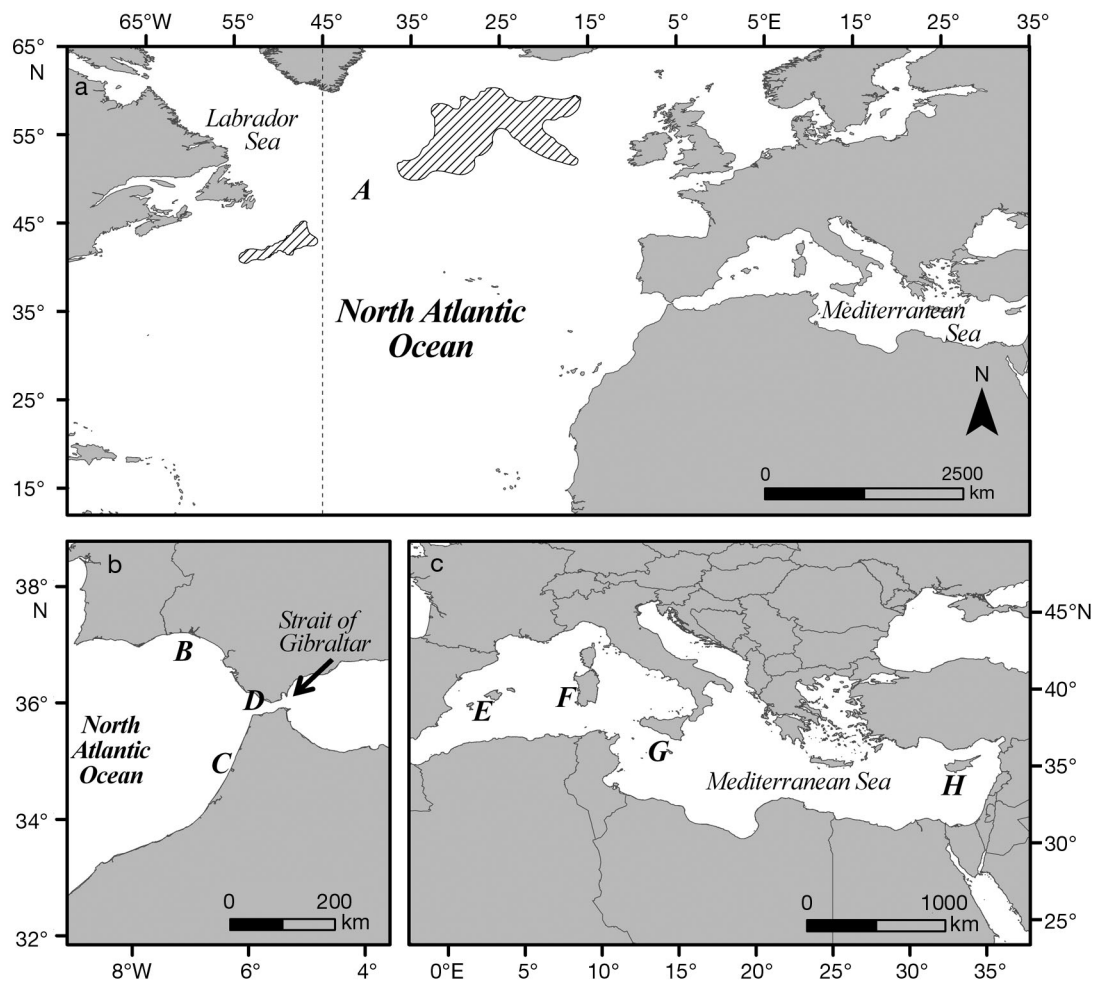 65°W 55° 45° 35° 25° 15° 5° 5°E 15° 25° 35°
65°
N
a
Labrador
Sea
55°
A
45°
35°
North Atlantic
Ocean
Mediterranean
Sea
N
25°
15°
0 2500
km
b
38°
N
Strait of
Gibraltar
B
36°
D
North
Atlantic
Ocean
C
34°
0 200
km
32°
8°W 6° 4°
c
45°N
40°
E
F
G
35°
Mediterranean Sea
H
30°
0 1000
km
25°
0°E 5° 10° 15° 20° 25° 30° 35°